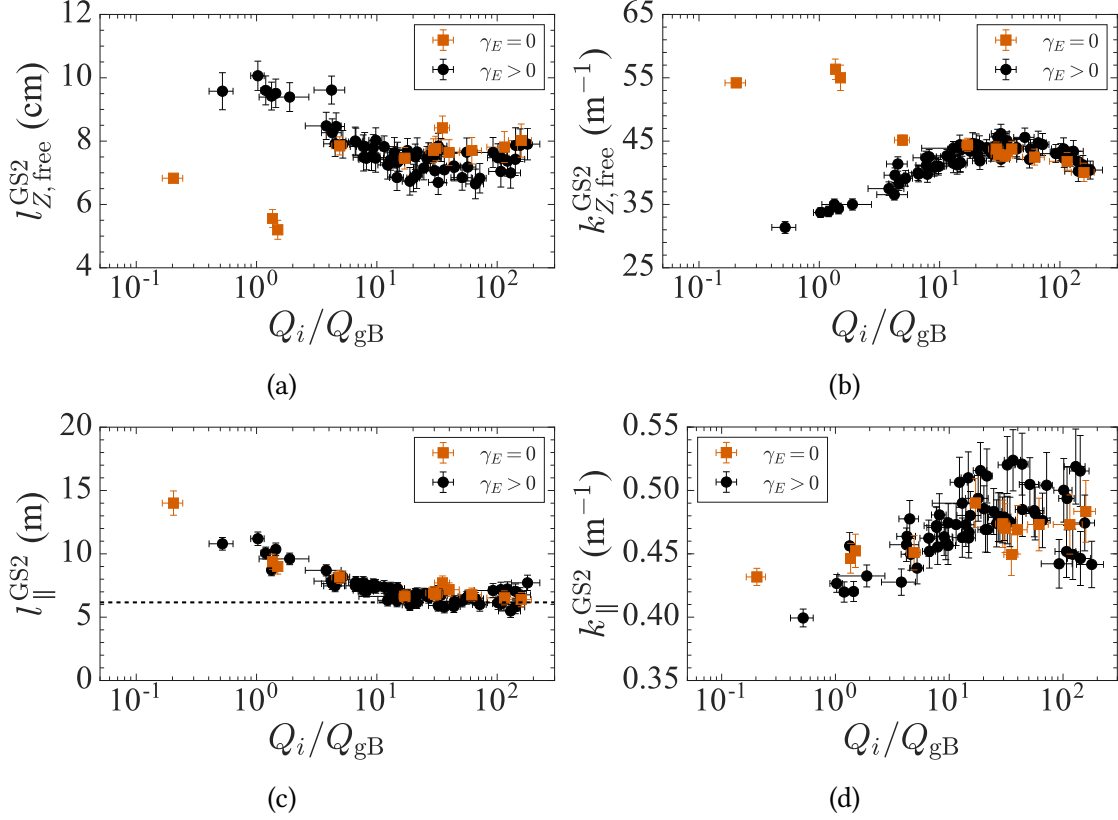 12
10
8
6
4
l_{Z,free}^{GS2} (cm)
γ_E = 0
γ_E > 0
10^{-1} 10^0 10^1 10^2
Q_i/Q_{gB}
(a)
65
55
45
35
25
k_{Z,free}^{GS2} (m^{-1})
γ_E = 0
γ_E > 0
10^{-1} 10^0 10^1 10^2
Q_i/Q_{gB}
(b)
20
15
10
5
0
l_∥^{GS2} (m)
γ_E = 0
γ_E > 0
10^{-1} 10^0 10^1 10^2
Q_i/Q_{gB}
(c)
0.55
0.50
0.45
0.40
0.35
k_∥^{GS2} (m^{-1})
γ_E = 0
γ_E > 0
10^{-1} 10^0 10^1 10^2
Q_i/Q_{gB}
(d)